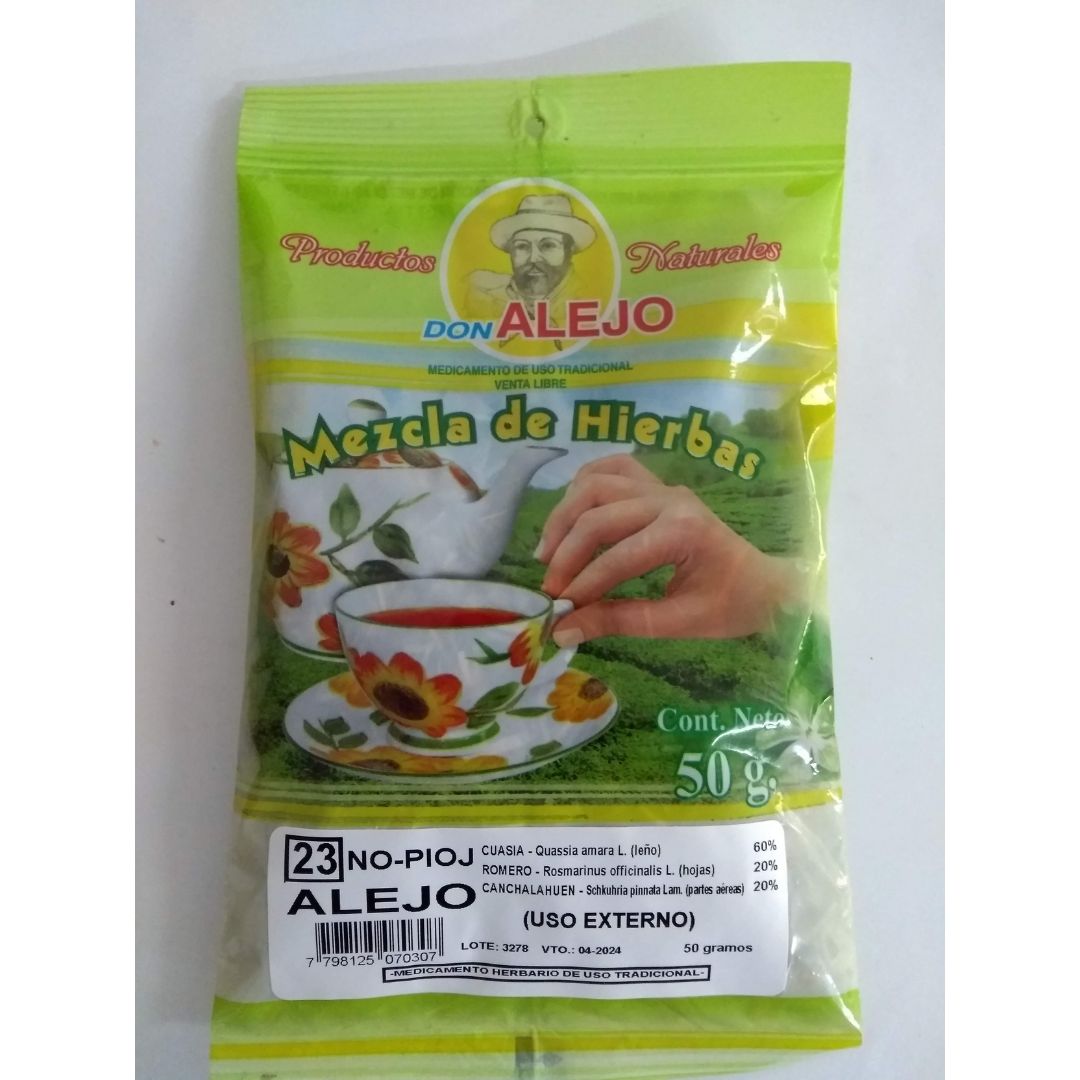 Productos Naturales
DON ALEJO
MEDICAMENTO DE USO TRADICIONAL
VENTA LIBRE
Mezcla de Hierbas
Cont. Neto
50 g.
23 NO-PIOJ
ALEJO
CUASIA - Quassia amara L. (leño) 60%
ROMERO - Rosmarinus officinalis L. (hojas) 20%
CANCHALAHUEN - Schkuhria pinnata Lam. (partes aéreas) 20%
(USO EXTERNO)
LOTE: 3278 VTO.: 04-2024 50 gramos
7 798125 070307
-MEDICAMENTO HERBARIO DE USO TRADICIONAL-